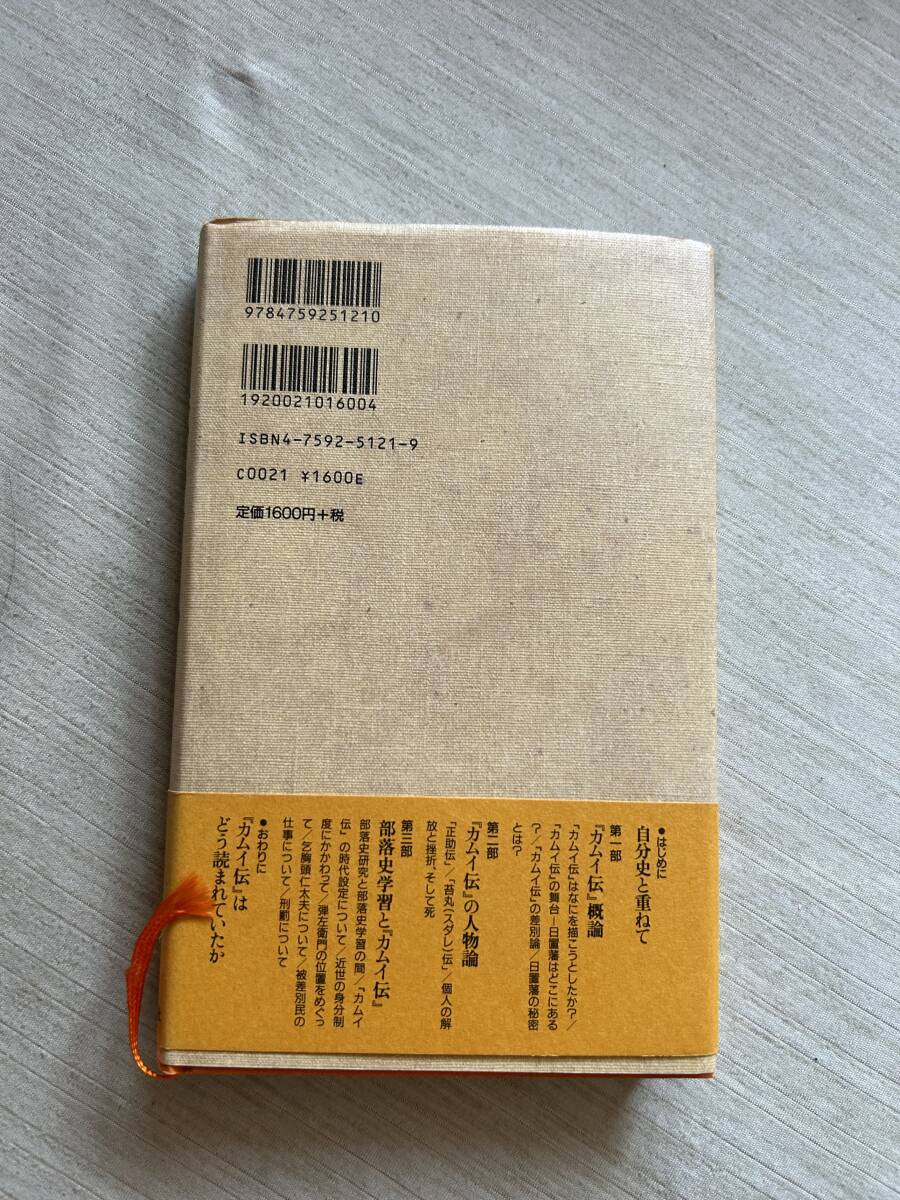 9784759251210
1920021016004
ISBN4-7592-5121-9
C0021 ¥1600E
定価1600円+税
●はじめに
自分史と重ねて
第一部
『カムイ伝』概論
「カムイ伝」はなにを描こうとしたか?/
「カムイ伝」の舞台―日置藩はどこにある
か?/「カムイ伝」の差別論/日置藩の秘密
とは?
第二部
『カムイ伝』の人物論
「正助伝」/「苔丸(スダレ)伝」/個人の解
放と挫折、そして死
第三部
部落史学習と『カムイ伝』
部落史研究と部落史学習の間/「カムイ
伝」の時代設定について/近世の身分制
度にかかわって/弾左衛門の位置をめぐっ
て/乞胸頭仁太夫について/被差別民の
仕事について/刑罰について
●おわりに
『カムイ伝』は
どう読まれていたか